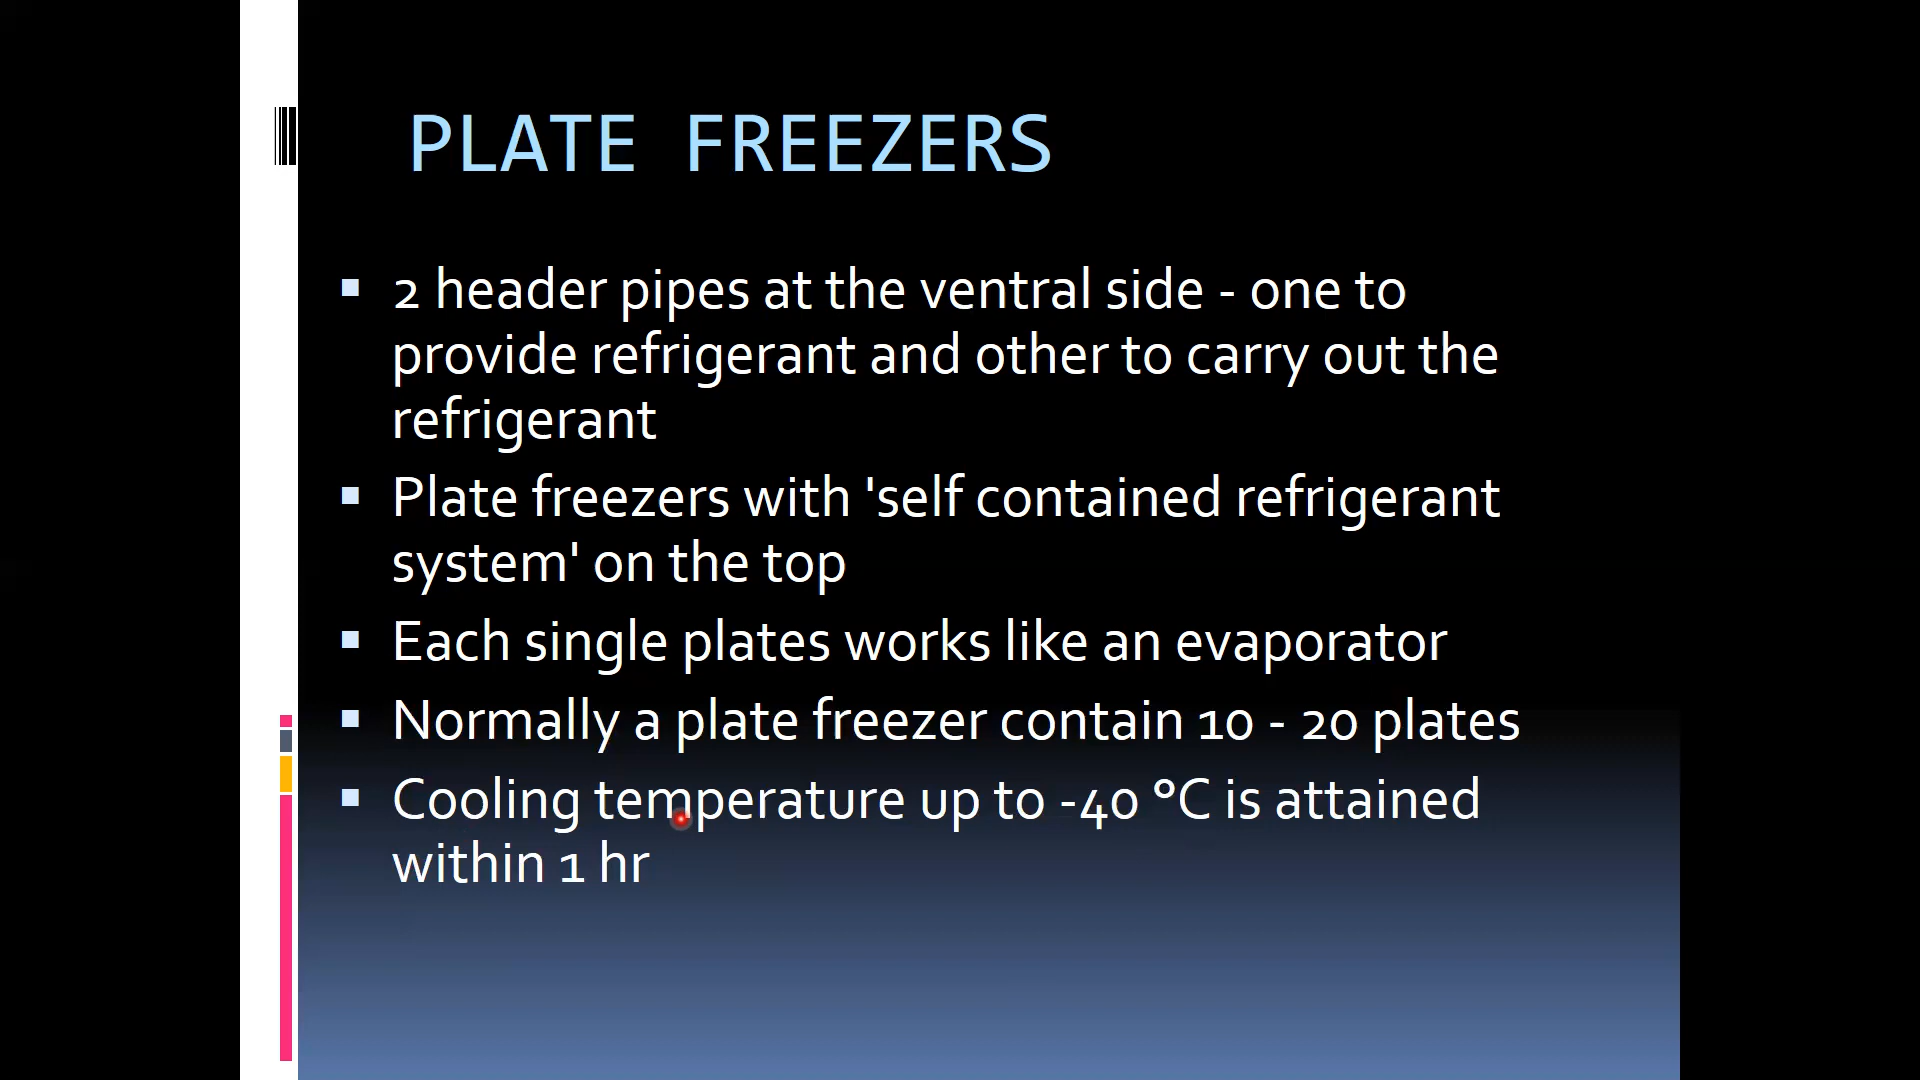 PLATE FREEZERS
2 header pipes at the ventral side - one to
provide refrigerant and other to carry out the
refrigerant
Plate freezers with 'self contained refrigerant
system' on the top
Each single plates works like an evaporator
Normally a plate freezer contain 10 - 20 plates
Cooling temperature up to -40 °C is attained
within 1 hr